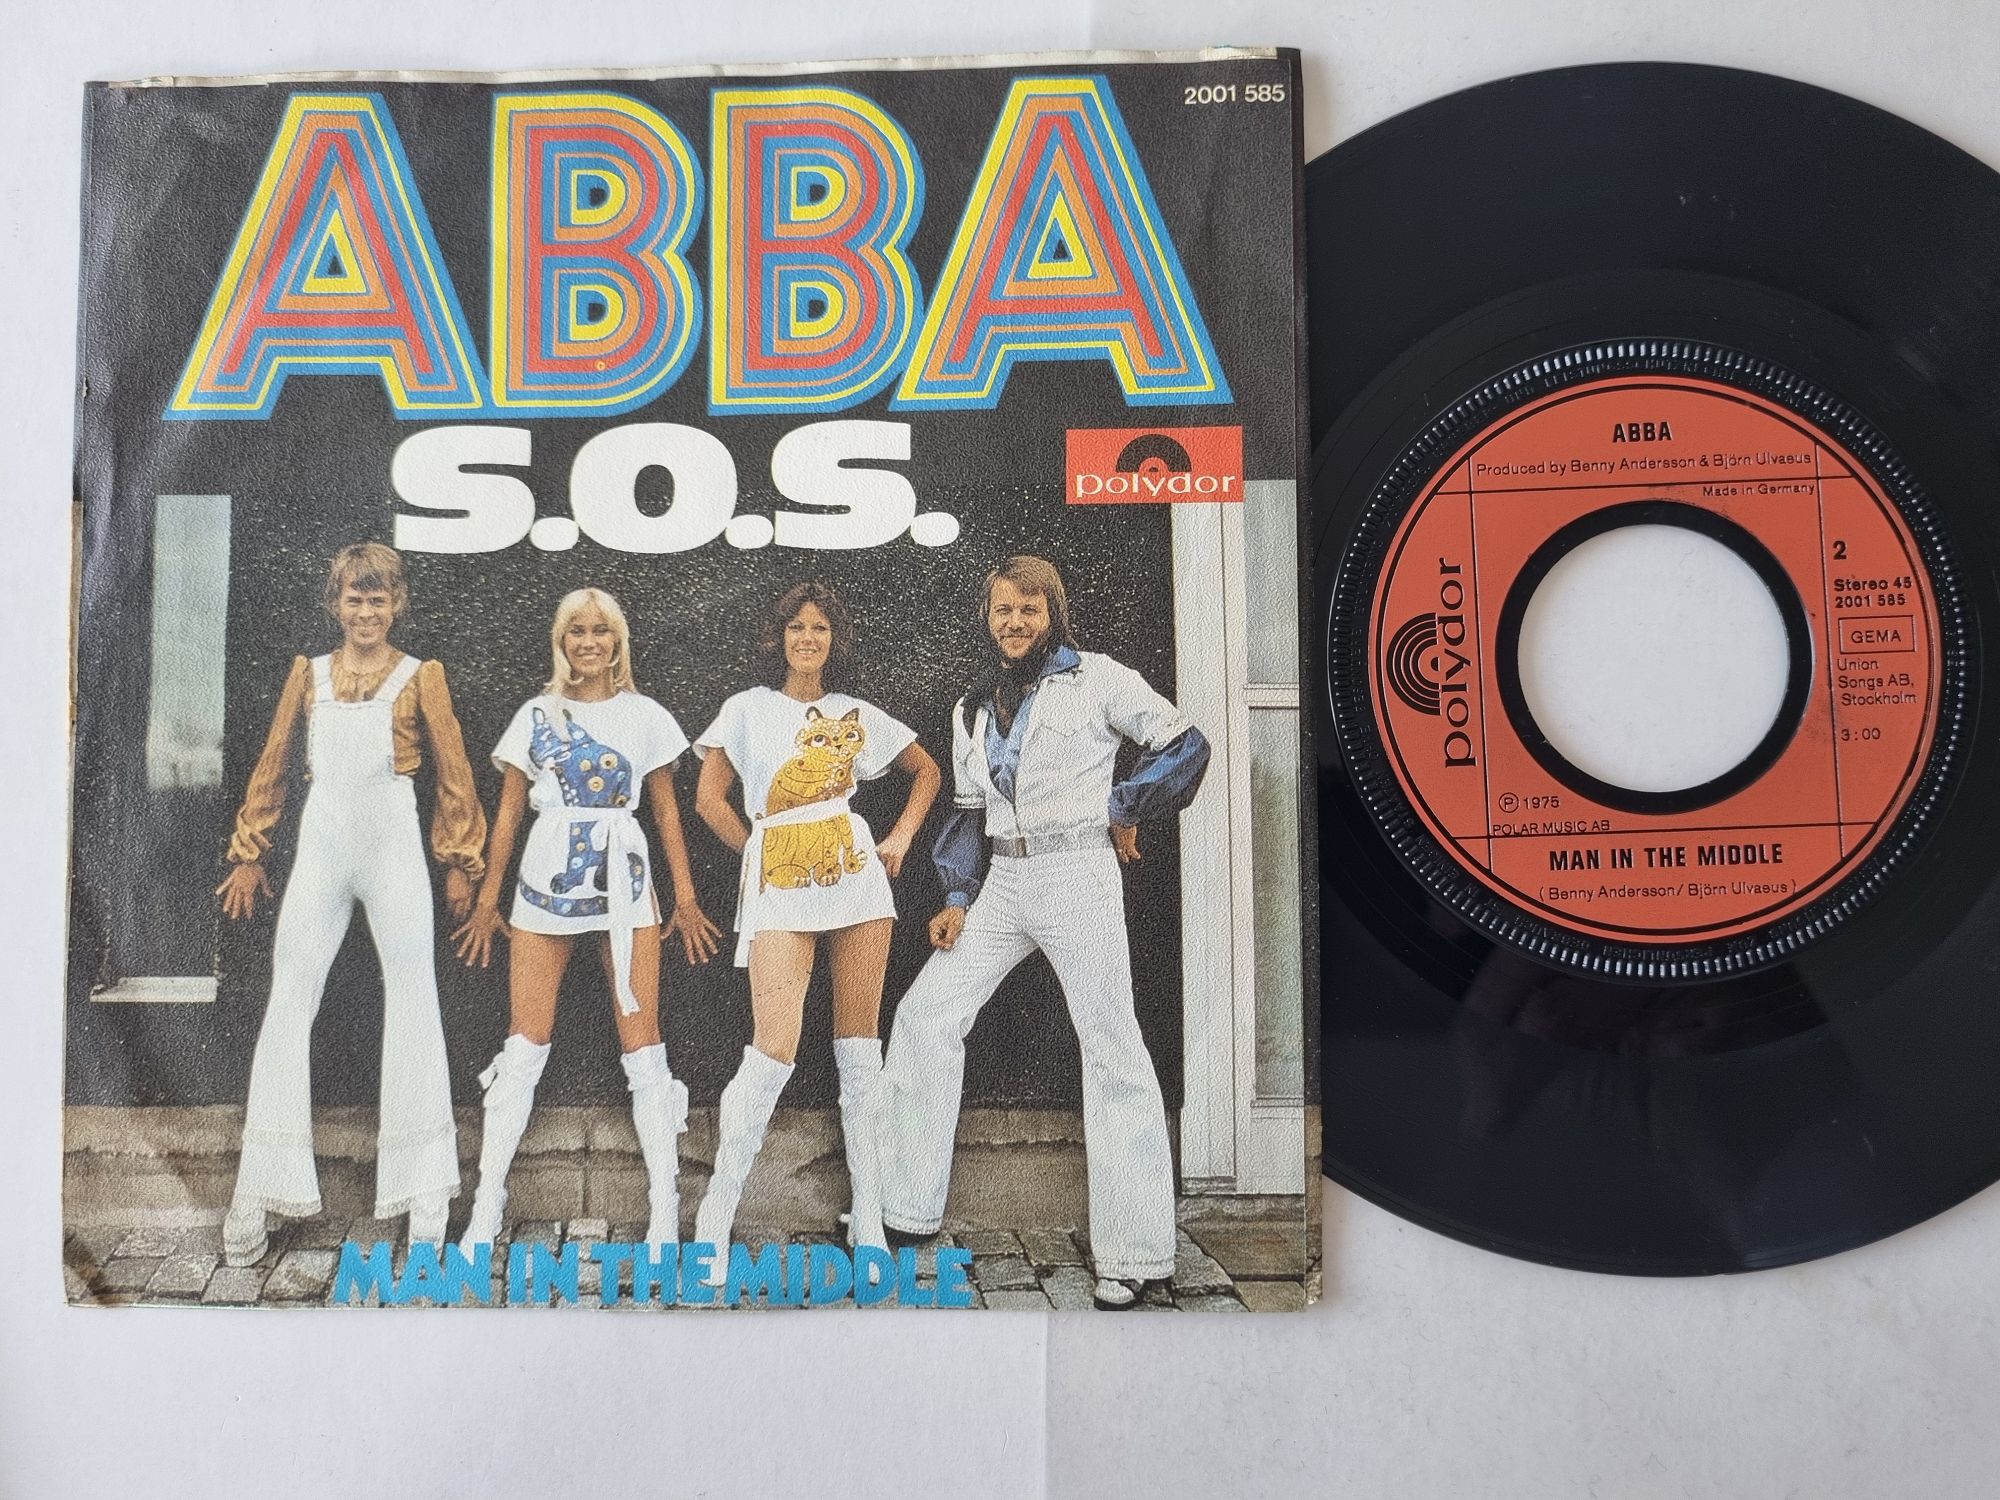 ABBA
2001 585
S.O.S.
polydor
MAN IN THE MIDDLE
ABBA
Produced by Benny Andersson & Björn Ulvaeus
Made in Germany
polydor
2
Stereo 45
2001 585
GEMA
Union
Songs AB,
Stockholm
3:00
Ⓟ 1975
POLAR MUSIC AB
MAN IN THE MIDDLE
(Benny Andersson/Björn Ulvaeus)